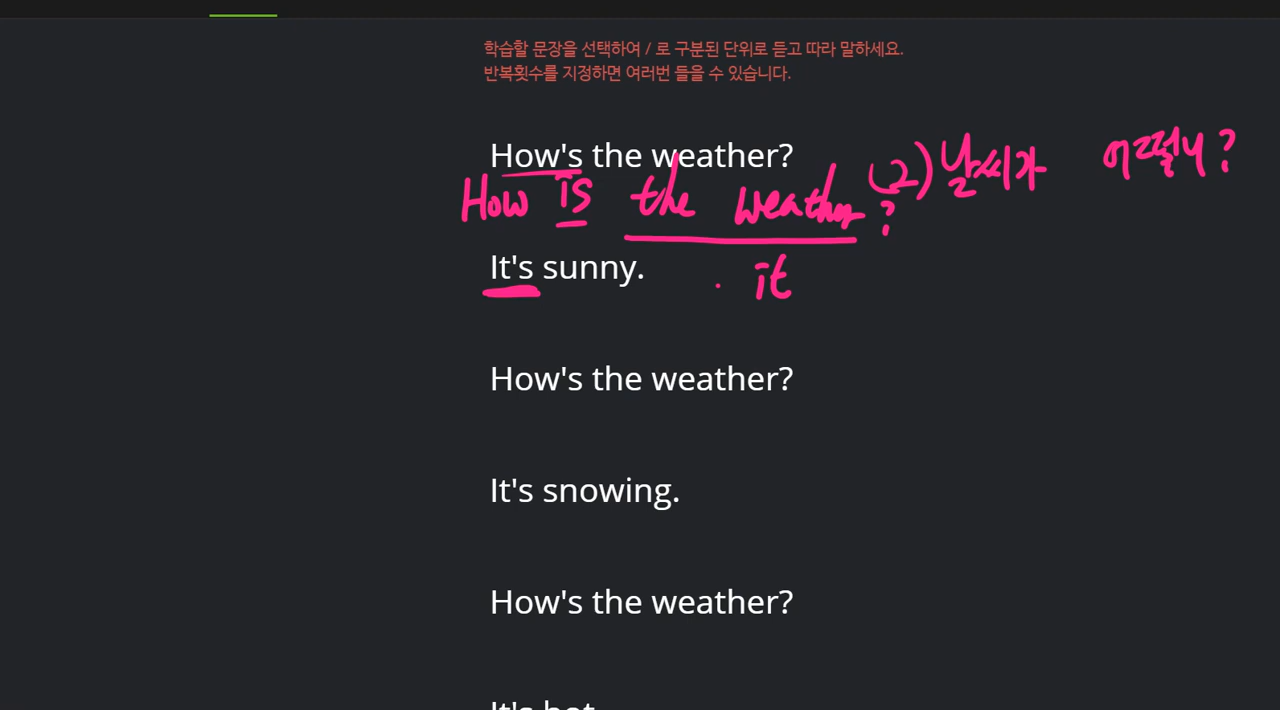 학습할 문장을 선택하여 / 로 구분된 단위로 듣고 따라 말하세요.
반복횟수를 지정하면 여러번 들을 수 있습니다.
How's the weather?
How is the weather ? (2) 날씨가 어떻니?
It's sunny.
it
How's the weather?
It's snowing.
How's the weather?
It's hot.